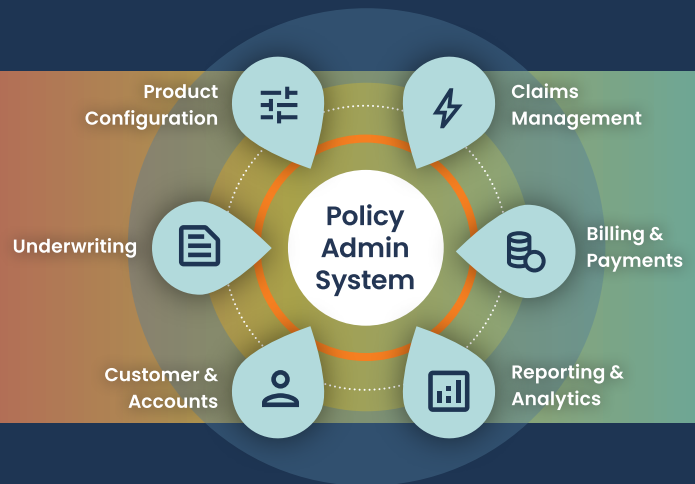 Product
Configuration
Claims
Management
Underwriting
Policy
Admin
System
Billing &
Payments
Customer &
Accounts
Reporting &
Analytics